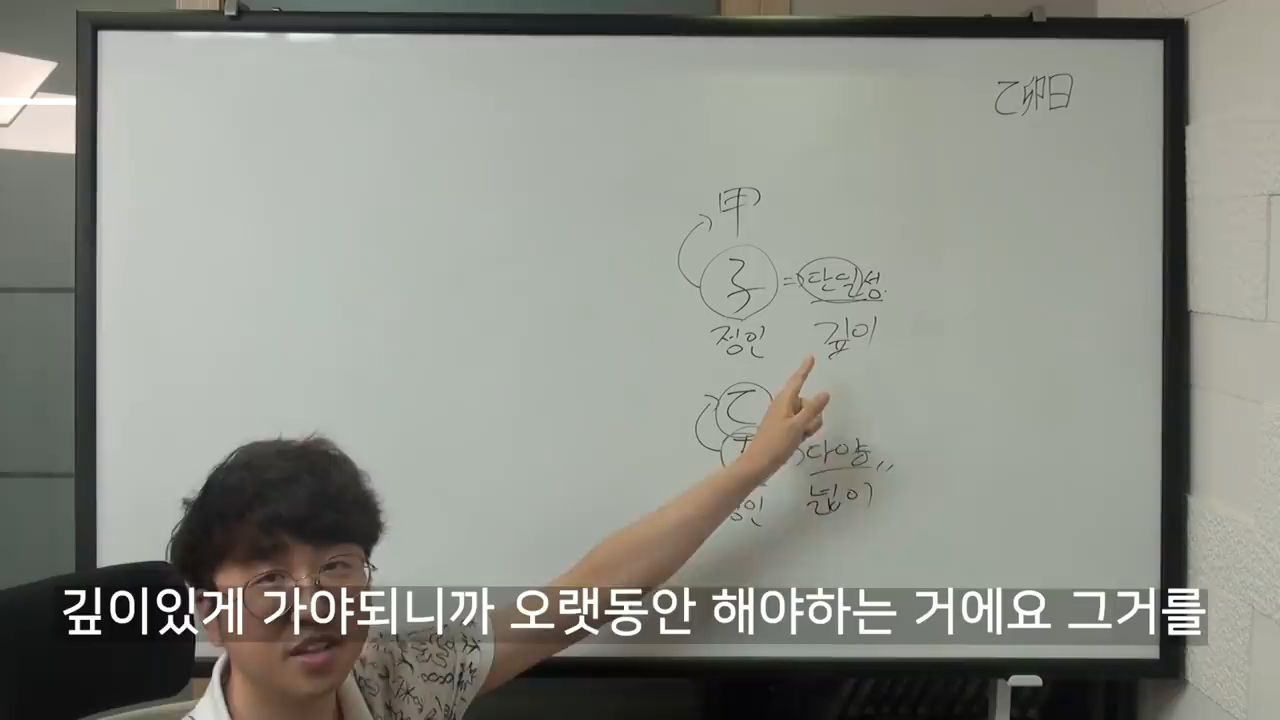 乙卯日
甲
子 = 단일성
정인 깊이
乙
다양〃
넓이
깊이있게 가야되니까 오랫동안 해야하는 거에요 그거를